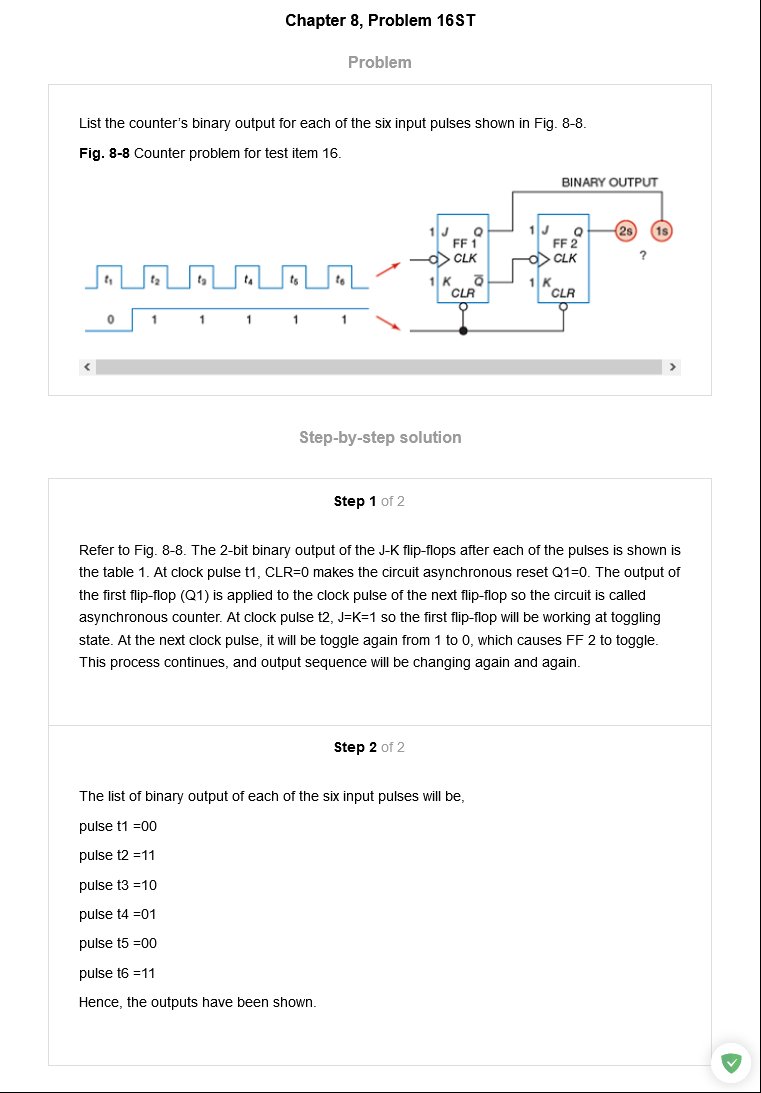 Chapter 8, Problem 16ST
Problem
List the counter's binary output for each of the six input pulses shown in Fig. 8-8.
Fig. 8-8 Counter problem for test item 16.
BINARY OUTPUT
1 J Q 1 J Q 2s 1s
FF 1 FF 2
CLK CLK ?
t1 t2 t3 t4 t5 t6
1 K Q̅ 1 K
CLR CLR
0 1 1 1 1 1
Step-by-step solution
Step 1 of 2
Refer to Fig. 8-8. The 2-bit binary output of the J-K flip-flops after each of the pulses is shown is
the table 1. At clock pulse t1, CLR=0 makes the circuit asynchronous reset Q1=0. The output of
the first flip-flop (Q1) is applied to the clock pulse of the next flip-flop so the circuit is called
asynchronous counter. At clock pulse t2, J=K=1 so the first flip-flop will be working at toggling
state. At the next clock pulse, it will be toggle again from 1 to 0, which causes FF 2 to toggle.
This process continues, and output sequence will be changing again and again.
Step 2 of 2
The list of binary output of each of the six input pulses will be,
pulse t1 =00
pulse t2 =11
pulse t3 =10
pulse t4 =01
pulse t5 =00
pulse t6 =11
Hence, the outputs have been shown.